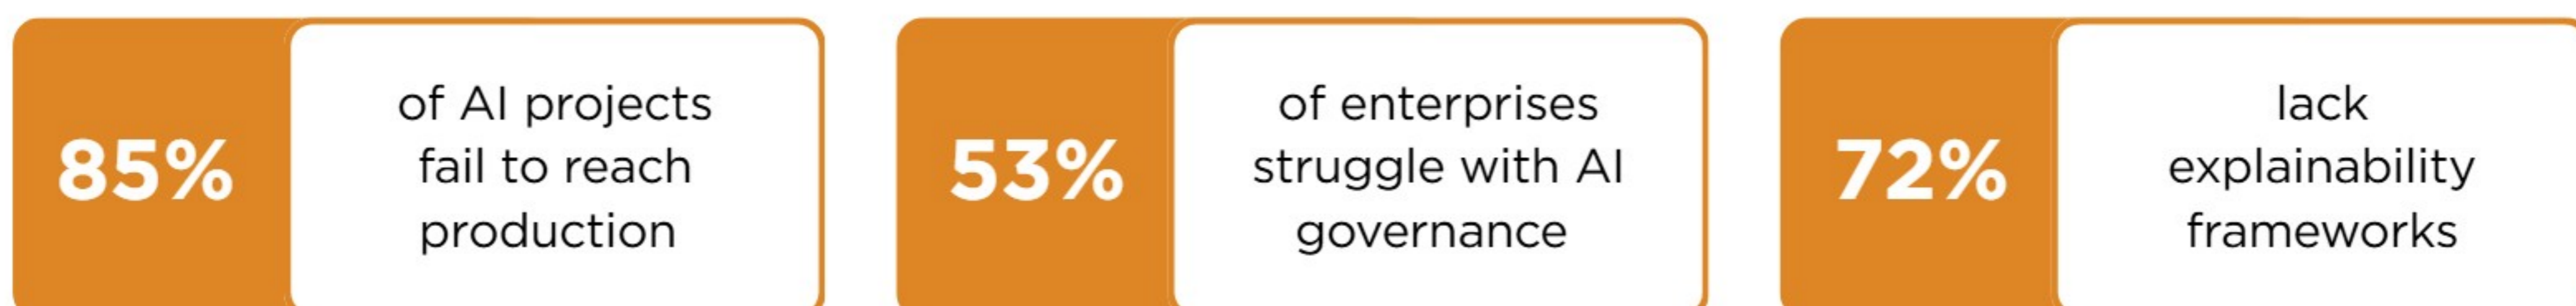 85%
of AI projects
fail to reach
production
53%
of enterprises
struggle with AI
governance
72%
lack
explainability
frameworks